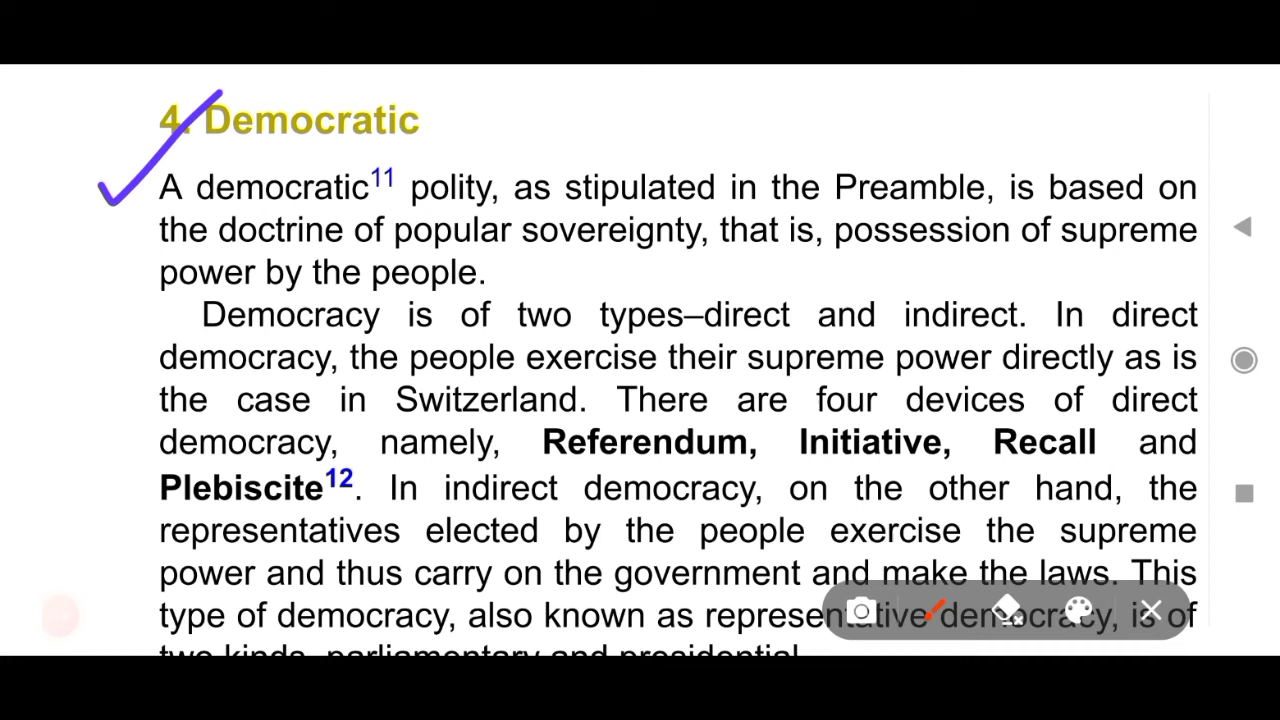 4. Democratic
A democratic11 polity, as stipulated in the Preamble, is based on
the doctrine of popular sovereignty, that is, possession of supreme
power by the people.
Democracy is of two types–direct and indirect. In direct
democracy, the people exercise their supreme power directly as is
the case in Switzerland. There are four devices of direct
democracy, namely, Referendum, Initiative, Recall and
Plebiscite12. In indirect democracy, on the other hand, the
representatives elected by the people exercise the supreme
power and thus carry on the government and make the laws. This
type of democracy, also known as representative democracy, is of
two kinds, parliamentary and presidential.